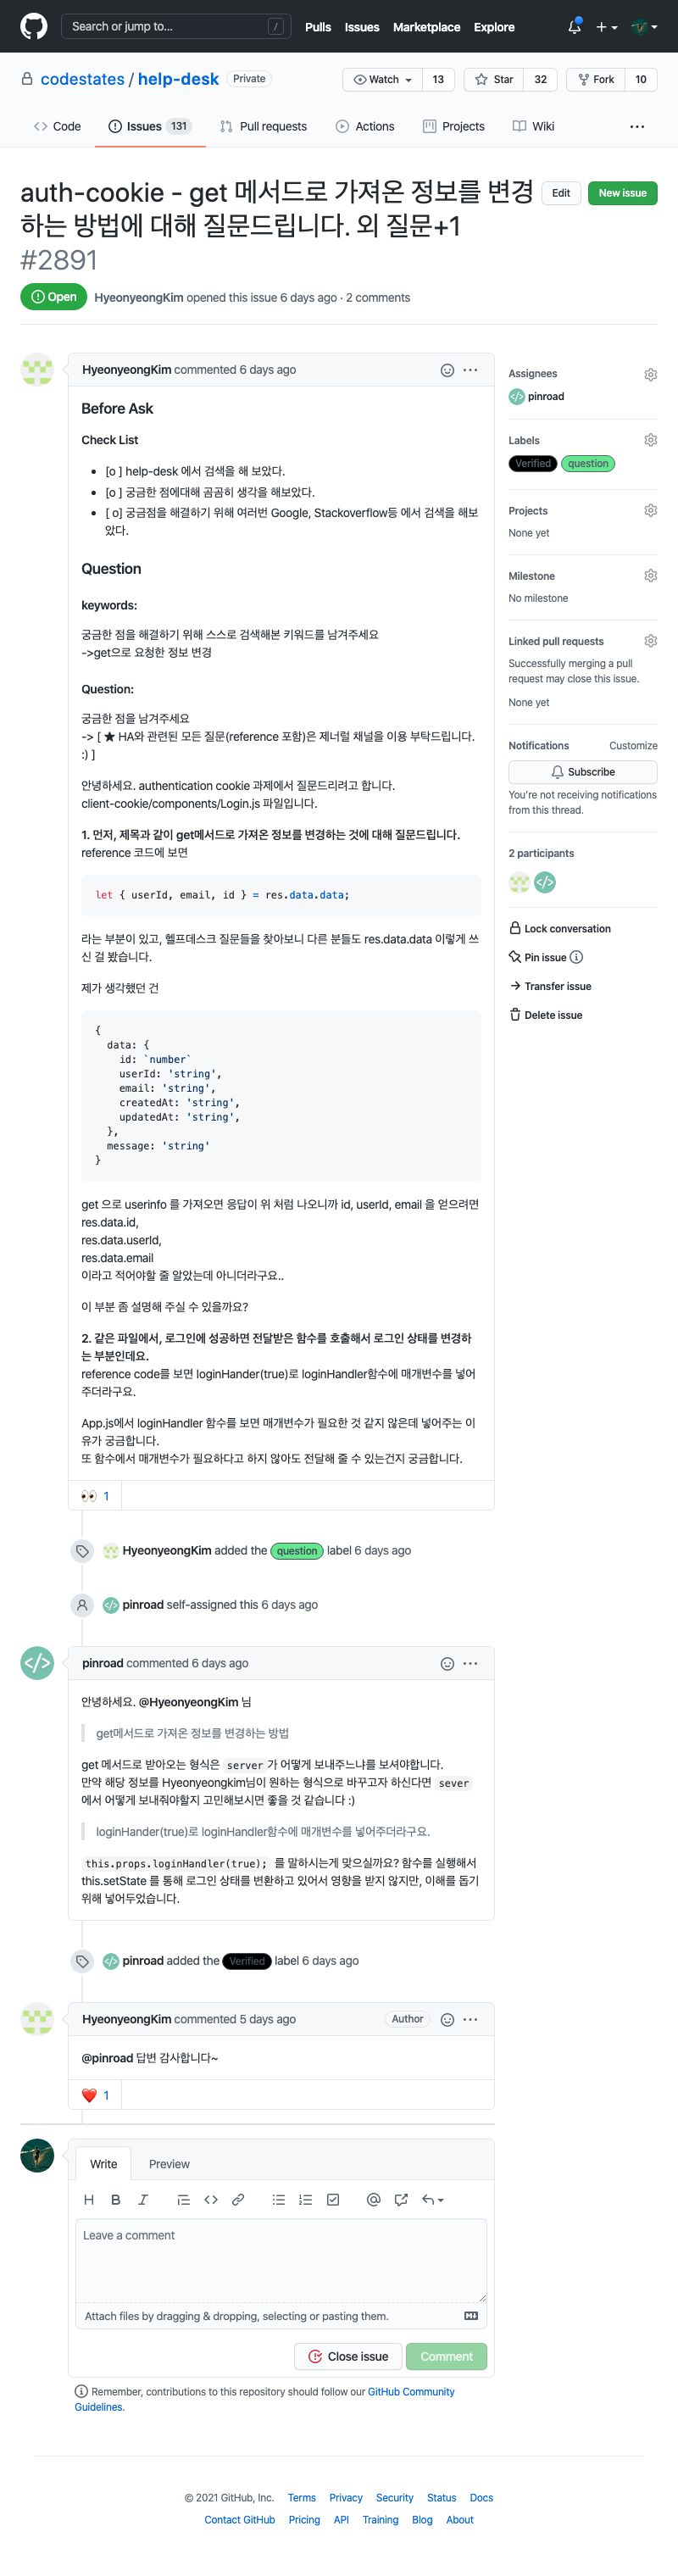 Search or jump to... /
Pulls Issues Marketplace Explore
codestates / help-desk Private
Watch 13 Star 32 Fork 10
Code Issues 131 Pull requests Actions Projects Wiki
auth-cookie - get 메서드로 가져온 정보를 변경
하는 방법에 대해 질문드립니다. 외 질문+1
#2891
Edit New issue
Open HyeonyeongKim opened this issue 6 days ago · 2 comments
HyeonyeongKim commented 6 days ago
Before Ask
Check List
• [o ] help-desk 에서 검색을 해 보았다.
• [o ] 궁금한 점에대해 곰곰히 생각을 해보았다.
• [ o] 궁금점을 해결하기 위해 여러번 Google, Stackoverflow등 에서 검색을 해보
았다.
Question
keywords:
궁금한 점을 해결하기 위해 스스로 검색해본 키워드를 남겨주세요
->get으로 요청한 정보 변경
Question:
궁금한 점을 남겨주세요
-> [ ★ HA와 관련된 모든 질문(reference 포함)은 제너럴 채널을 이용 부탁드립니다.
:) ]
안녕하세요. authentication cookie 과제에서 질문드리려고 합니다.
client-cookie/components/Login.js 파일입니다.
1. 먼저, 제목과 같이 get메서드로 가져온 정보를 변경하는 것에 대해 질문드립니다.
reference 코드에 보면
let { userId, email, id } = res.data.data;
라는 부분이 있고, 헬프데스크 질문들을 찾아보니 다른 분들도 res.data.data 이렇게 쓰
신 걸 봤습니다.
제가 생각했던 건
{
data: {
id: `number`
userId: 'string',
email: 'string',
createdAt: 'string',
updatedAt: 'string',
},
message: 'string'
}
get 으로 userinfo 를 가져오면 응답이 위 처럼 나오니까 id, userId, email 을 얻으려면
res.data.id,
res.data.userId,
res.data.email
이라고 적어야할 줄 알았는데 아니더라구요..
이 부분 좀 설명해 주실 수 있을까요?
2. 같은 파일에서, 로그인에 성공하면 전달받은 함수를 호출해서 로그인 상태를 변경하
는 부분인데요.
reference code를 보면 loginHander(true)로 loginHandler함수에 매개변수를 넣어
주더라구요.
App.js에서 loginHandler 함수를 보면 매개변수가 필요한 것 같지 않은데 넣어주는 이
유가 궁금합니다.
또 함수에서 매개변수가 필요하다고 하지 않아도 전달해 줄 수 있는건지 궁금합니다.
👀 1
HyeonyeongKim added the question label 6 days ago
pinroad self-assigned this 6 days ago
pinroad commented 6 days ago
안녕하세요. @HyeonyeongKim 님
get메서드로 가져온 정보를 변경하는 방법
get 메서드로 받아오는 형식은 server 가 어떻게 보내주느냐를 보셔야합니다.
만약 해당 정보를 Hyeonyeongkim님이 원하는 형식으로 바꾸고자 하신다면 sever
에서 어떻게 보내줘야할지 고민해보시면 좋을 것 같습니다 :)
loginHander(true)로 loginHandler함수에 매개변수를 넣어주더라구요.
this.props.loginHandler(true); 를 말하시는게 맞으실까요? 함수를 실행해서
this.setState 를 통해 로그인 상태를 변환하고 있어서 영향을 받지 않지만, 이해를 돕기
위해 넣어두었습니다.
pinroad added the Verified label 6 days ago
HyeonyeongKim commented 5 days ago Author
@pinroad 답변 감사합니다~
❤️ 1
Write Preview
Leave a comment
Attach files by dragging & dropping, selecting or pasting them.
Close issue Comment
Remember, contributions to this repository should follow our GitHub Community
Guidelines.
Assignees
pinroad
Labels
Verified question
Projects
None yet
Milestone
No milestone
Linked pull requests
Successfully merging a pull
request may close this issue.
None yet
Notifications Customize
Subscribe
You're not receiving notifications
from this thread.
2 participants
Lock conversation
Pin issue
Transfer issue
Delete issue
© 2021 GitHub, Inc. Terms Privacy Security Status Docs
Contact GitHub Pricing API Training Blog About